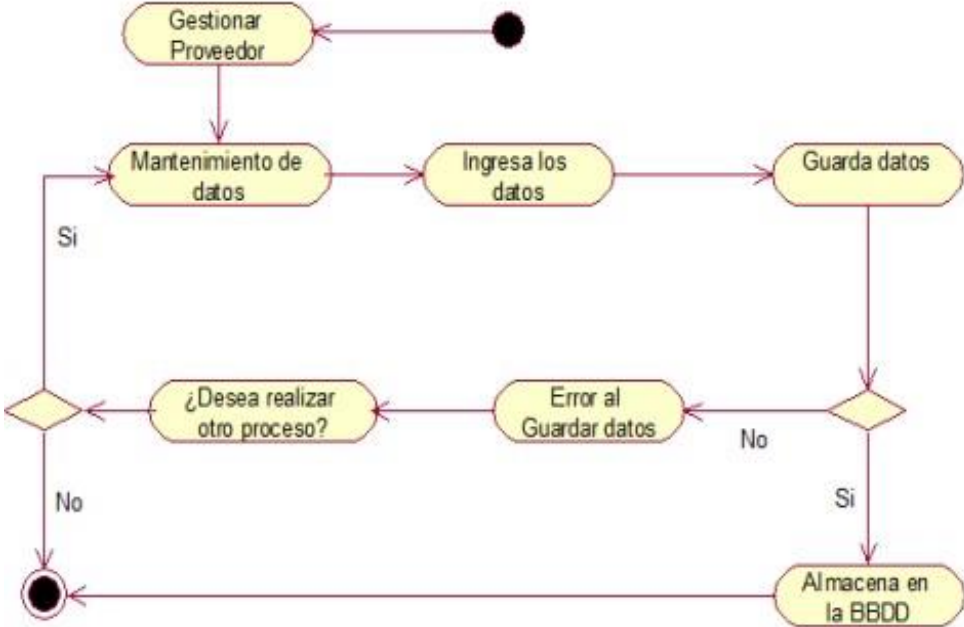 Gestionar
Proveedor
Mantenimiento de
datos
Ingresa los
datos
Guarda datos
Si
¿Desea realizar
otro proceso?
Error al
Guardar datos
No
No
Si
Almacena en
la BBDD